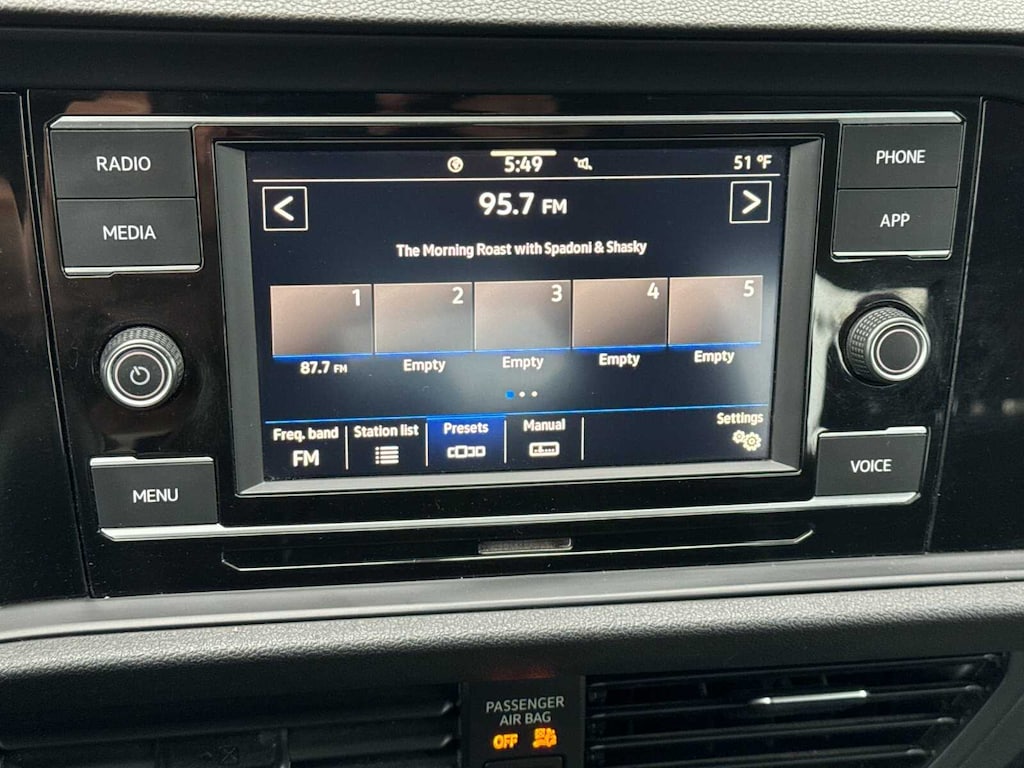 RADIO
MEDIA
MENU
5:49
51 °F
<
95.7 FM
>
The Morning Roast with Spadoni & Shasky
1 2 3 4 5
87.7 FM Empty Empty Empty Empty
Freq. band Station list Presets Manual Settings
FM
PHONE
APP
VOICE
PASSENGER
AIR BAG
OFF